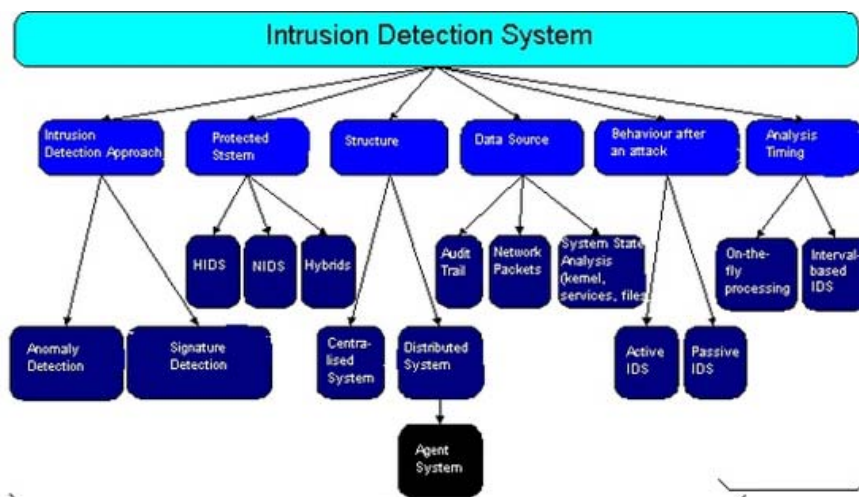 Intrusion Detection System
Intrusion
Detection Approach
Protected
Ststem
Structure
Data Source
Behaviour after
an attack
Analysis
Timing
HIDS
NIDS
Hybrids
Audit
Trail
Network
Packets
System State
Analysis
(kernel,
services, files
On-the-
fly
processing
Interval-
based
IDS
Anomaly
Detection
Signature
Detection
Centra-
lised
System
Distributed
System
Active
IDS
Passive
IDS
Agent
System